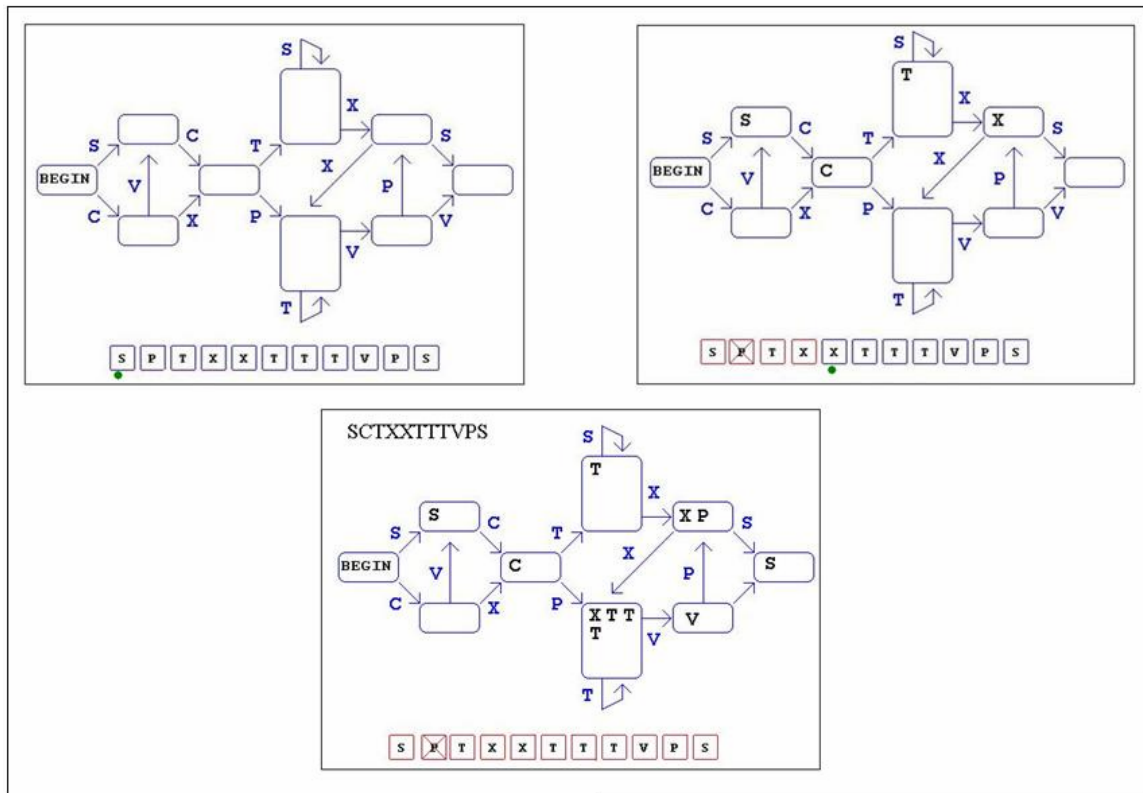 S
X
C S
S T
X
BEGIN V P
C X P V
V
T
S P T X X T T T V P S
S
T
X
S C X S
S T
X
BEGIN V C P
C X P V
V
T
S P T X X T T T V P S
SCTXXTTTVPS
S
T
X
S C X P S
S T
X
BEGIN V C P S
C X P
X T T V
T V
T
S P T X X T T T V P S